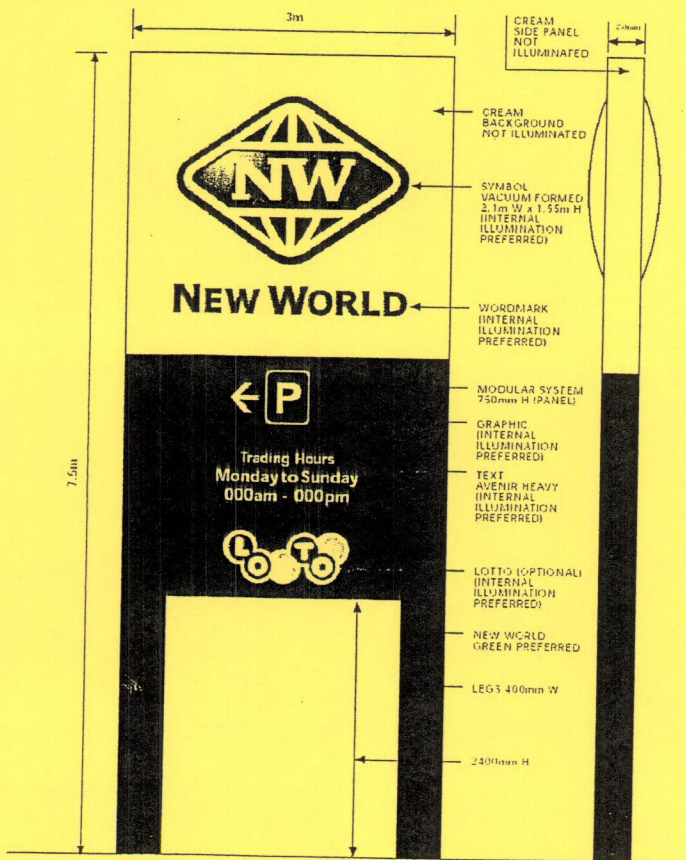 3m
CREAM
SIDE PANEL
NOT
ILLUMINATED
CREAM
BACKGROUND
NOT ILLUMINATED
NW
SYMBOL
VACUUM FORMED
2.1m W x 1.55m H
(INTERNAL
ILLUMINATION
PREFERRED)
NEW WORLD
WORDMARK
(INTERNAL
ILLUMINATION
PREFERRED)
P
MODULAR SYSTEM
750mm H (PANEL)
GRAPHIC
(INTERNAL
ILLUMINATION
PREFERRED)
7.5m
Trading Hours
Monday to Sunday
000am - 000pm
TEXT
AVENIR HEAVY
(INTERNAL
ILLUMINATION
PREFERRED)
LOTTO
LOTTO (OPTIONAL)
(INTERNAL
ILLUMINATION
PREFERRED)
NEW WORLD
GREEN PREFERRED
LEGS 400mm W
2400mm H